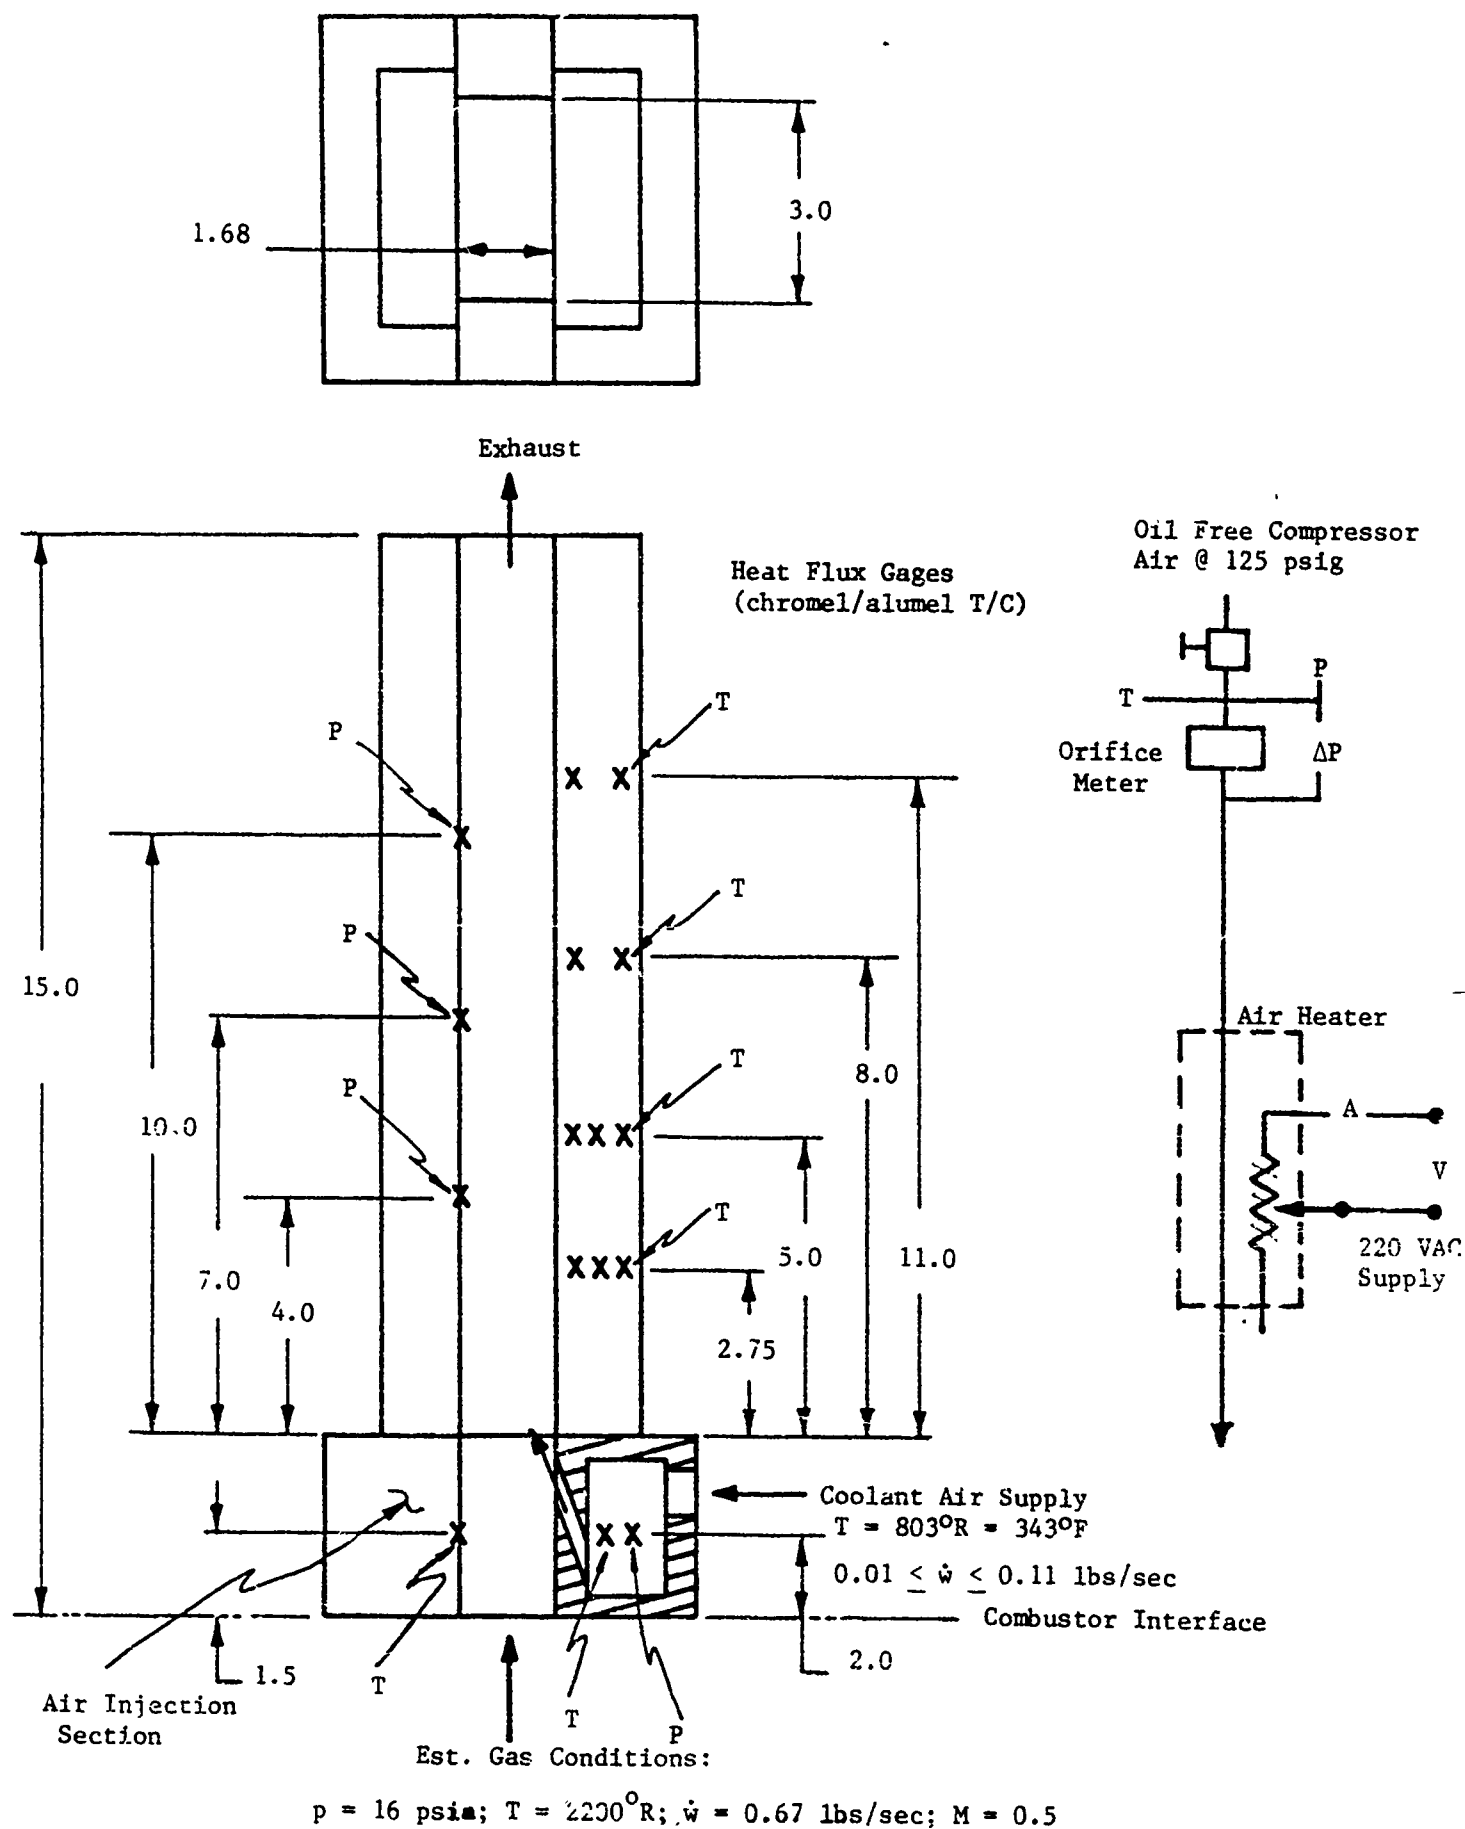 1.68
3.0
Exhaust
Oil Free Compressor
Air @ 125 psig
Heat Flux Gages
(chromel/alumel T/C)
P
T
T
P
Orifice
Meter
ΔP
T
P
15.0
Air Heater
T
8.0
P
10.0
A
V
220 VAC
Supply
T
7.0
4.0
5.0
11.0
2.75
Coolant Air Supply
T = 803°R = 343°F
0.01 ≤ ẇ ≤ 0.11 lbs/sec
Combustor Interface
1.5
2.0
Air Injection
Section
T
T
P
Est. Gas Conditions:
p = 16 psia; T = 2200°R; ẇ = 0.67 lbs/sec; M = 0.5